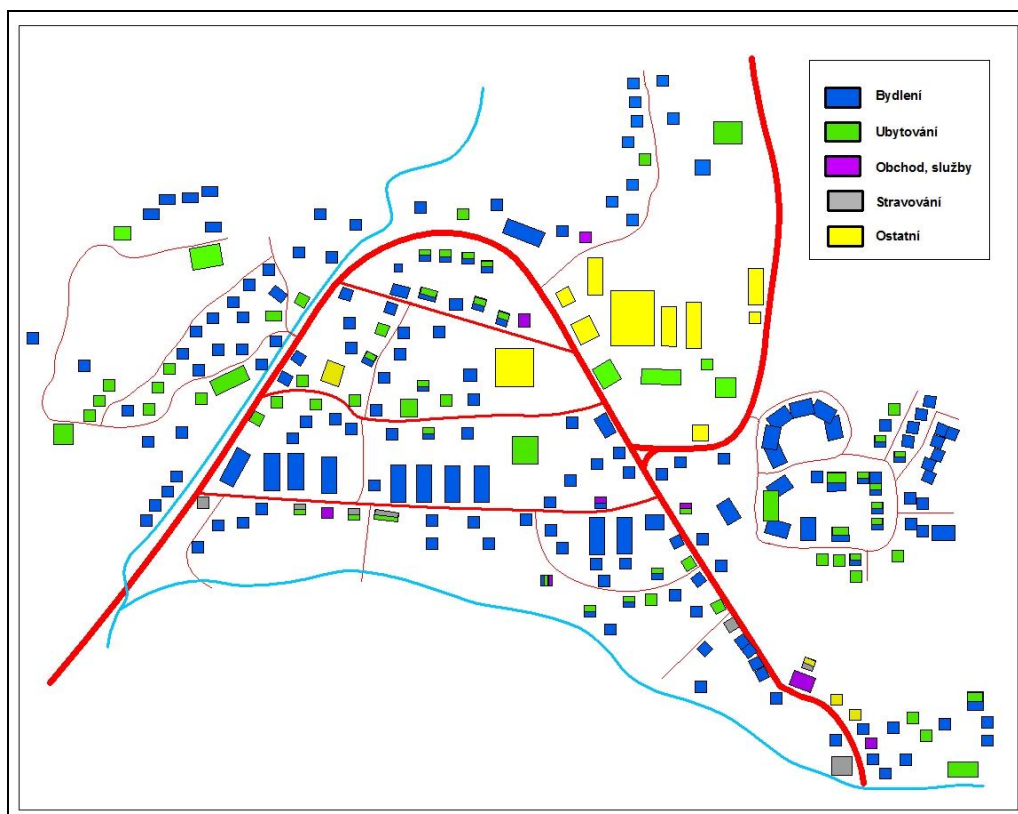 Bydlení
Ubytování
Obchod, služby
Stravování
Ostatní